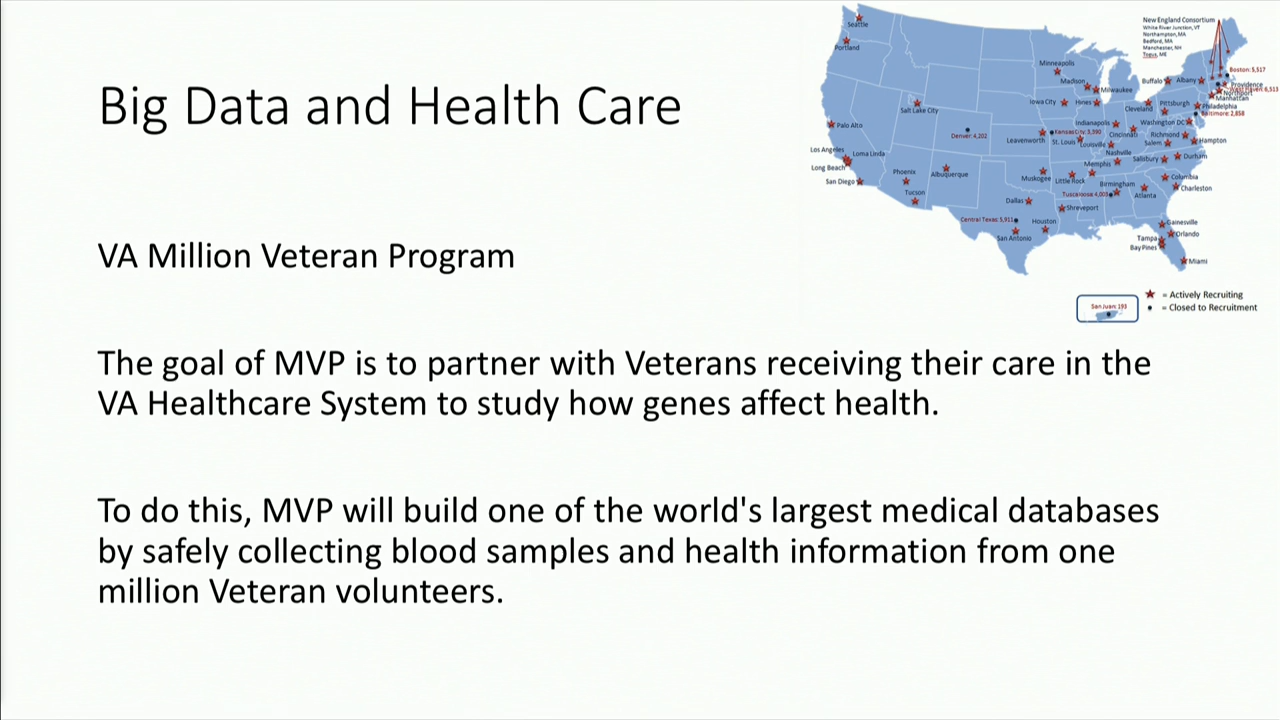 Big Data and Health Care
VA Million Veteran Program
The goal of MVP is to partner with Veterans receiving their care in the
VA Healthcare System to study how genes affect health.
To do this, MVP will build one of the world's largest medical databases
by safely collecting blood samples and health information from one
million Veteran volunteers.
New England Consortium
White River Junction, VT
Northampton, MA
Bedford, MA
Manchester, NH
Togus, ME
Seattle
Portland
Minneapolis
Madison
Milwaukee
Buffalo
Albany
Boston: 5,517
Providence
Manhattan
Iowa City
Hines
Cleveland
Pittsburgh
Philadelphia
Baltimore: 2,858
Salt Lake City
Palo Alto
Denver: 4,202
Leavenworth
Kansas City: 3,390
St. Louis
Indianapolis
Cincinnati
Louisville
Washington DC
Richmond
Salem
Hampton
Los Angeles
Loma Linda
Long Beach
San Diego
Phoenix
Tucson
Albuquerque
Muskogee
Little Rock
Memphis
Nashville
Salisbury
Durham
Birmingham
Atlanta
Columbia
Charleston
Dallas
Shreveport
Central Texas: 5,911
Houston
San Antonio
Gainesville
Orlando
Tampa
Bay Pines
Miami
San Juan: 193
= Actively Recruiting
= Closed to Recruitment